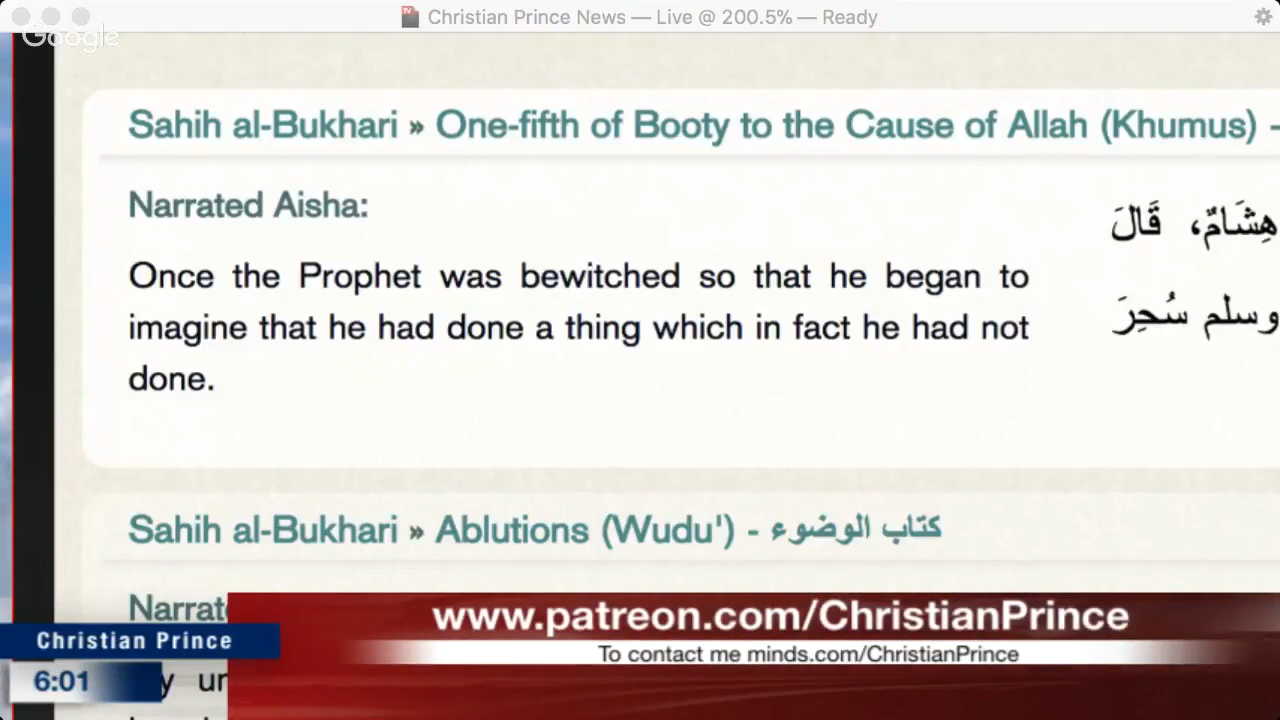 Christian Prince News — Live @ 200.5% — Ready
Google
Sahih al-Bukhari » One-fifth of Booty to the Cause of Allah (Khumus) -
Narrated Aisha:
هِشَامٌ، قَالَ
Once the Prophet was bewitched so that he began to
imagine that he had done a thing which in fact he had not
وسلم سُحِرَ
done.
Sahih al-Bukhari » Ablutions (Wudu') - كتاب الوضوء
www.patreon.com/ChristianPrince
Christian Prince
To contact me minds.com/ChristianPrince
6:01